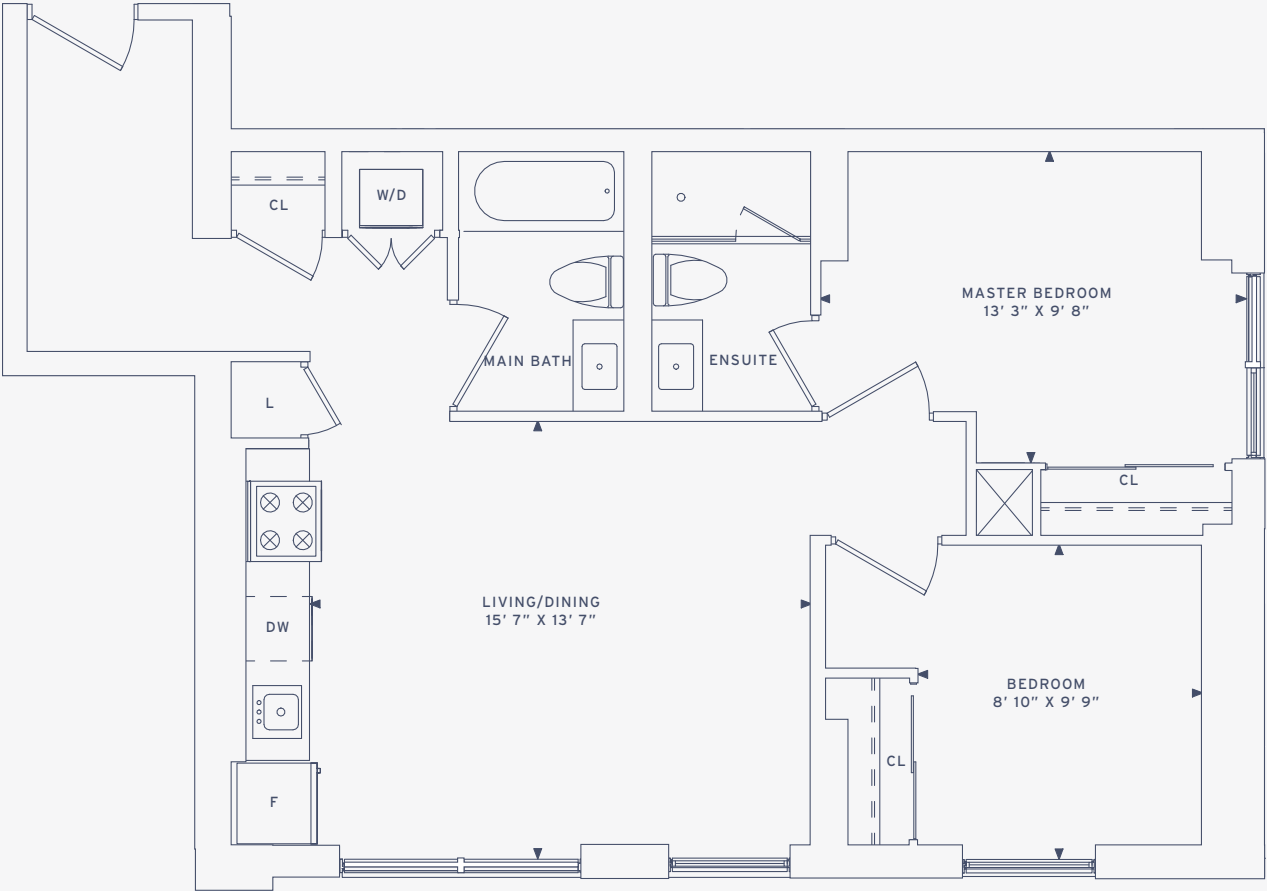 CL
W/D
MASTER BEDROOM
13' 3" X 9' 8"
MAIN BATH
ENSUITE
L
CL
LIVING/DINING
15' 7" X 13' 7"
DW
BEDROOM
8' 10" X 9' 9"
CL
F